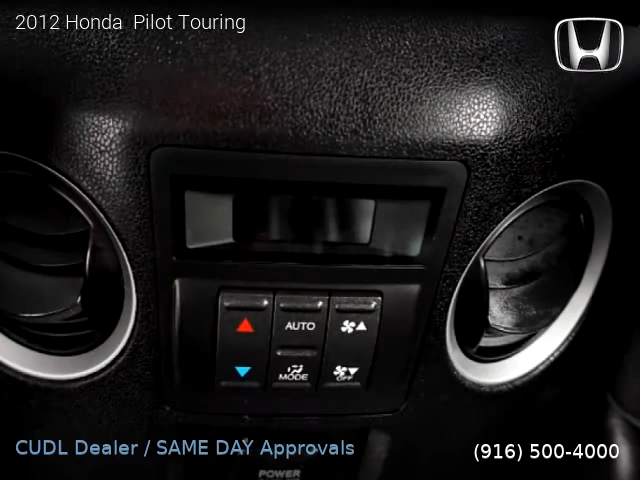 2012 Honda Pilot Touring
AUTO
MODE
OFF
CUDL Dealer / SAME DAY Approvals
(916) 500-4000
POWER